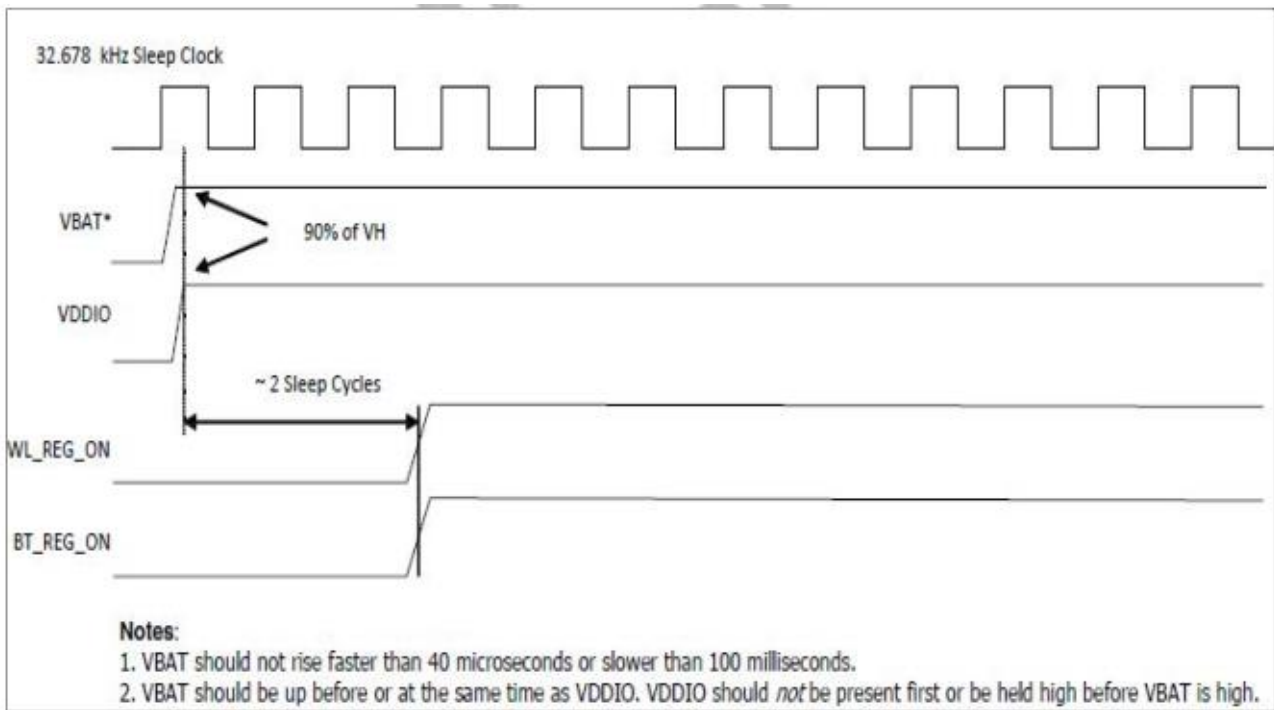 32.678 kHz Sleep Clock
VBAT*
90% of VH
VDDIO
~ 2 Sleep Cycles
WL_REG_ON
BT_REG_ON
Notes:
1. VBAT should not rise faster than 40 microseconds or slower than 100 milliseconds.
2. VBAT should be up before or at the same time as VDDIO. VDDIO should not be present first or be held high before VBAT is high.